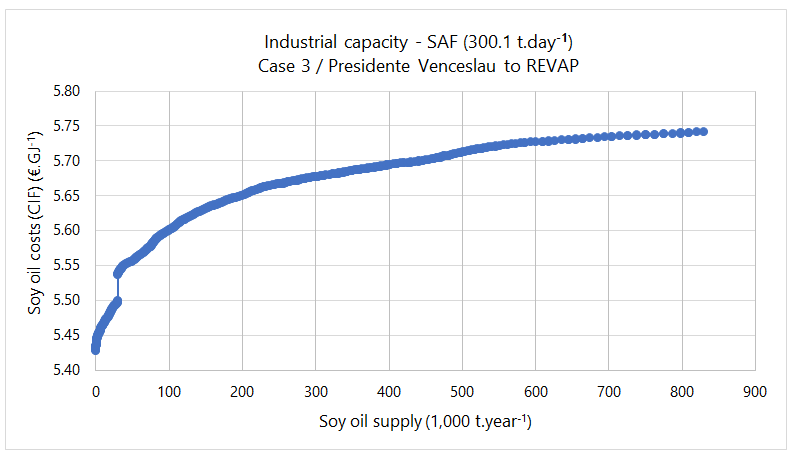 Industrial capacity - SAF (300.1 t.day⁻¹)
Case 3 / Presidente Venceslau to REVAP
Soy oil costs (CIF) (€.GJ⁻¹)
5.80
5.75
5.70
5.65
5.60
5.55
5.50
5.45
5.40
0 100 200 300 400 500 600 700 800 900
Soy oil supply (1,000 t.year⁻¹)